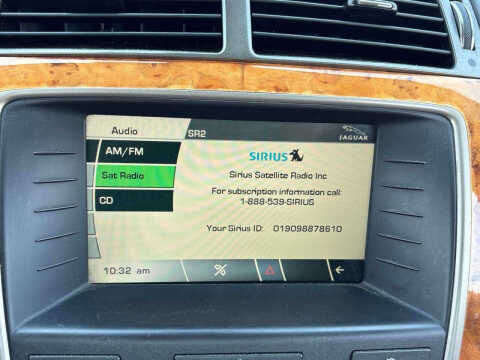 Audio
SR2
JAGUAR
AM/FM
SIRIUS
Sat Radio
Sirius Satellite Radio Inc
For subscription information call:
CD
1-888-539-SIRIUS
Your Sirius ID: 019098878610
10:32 am